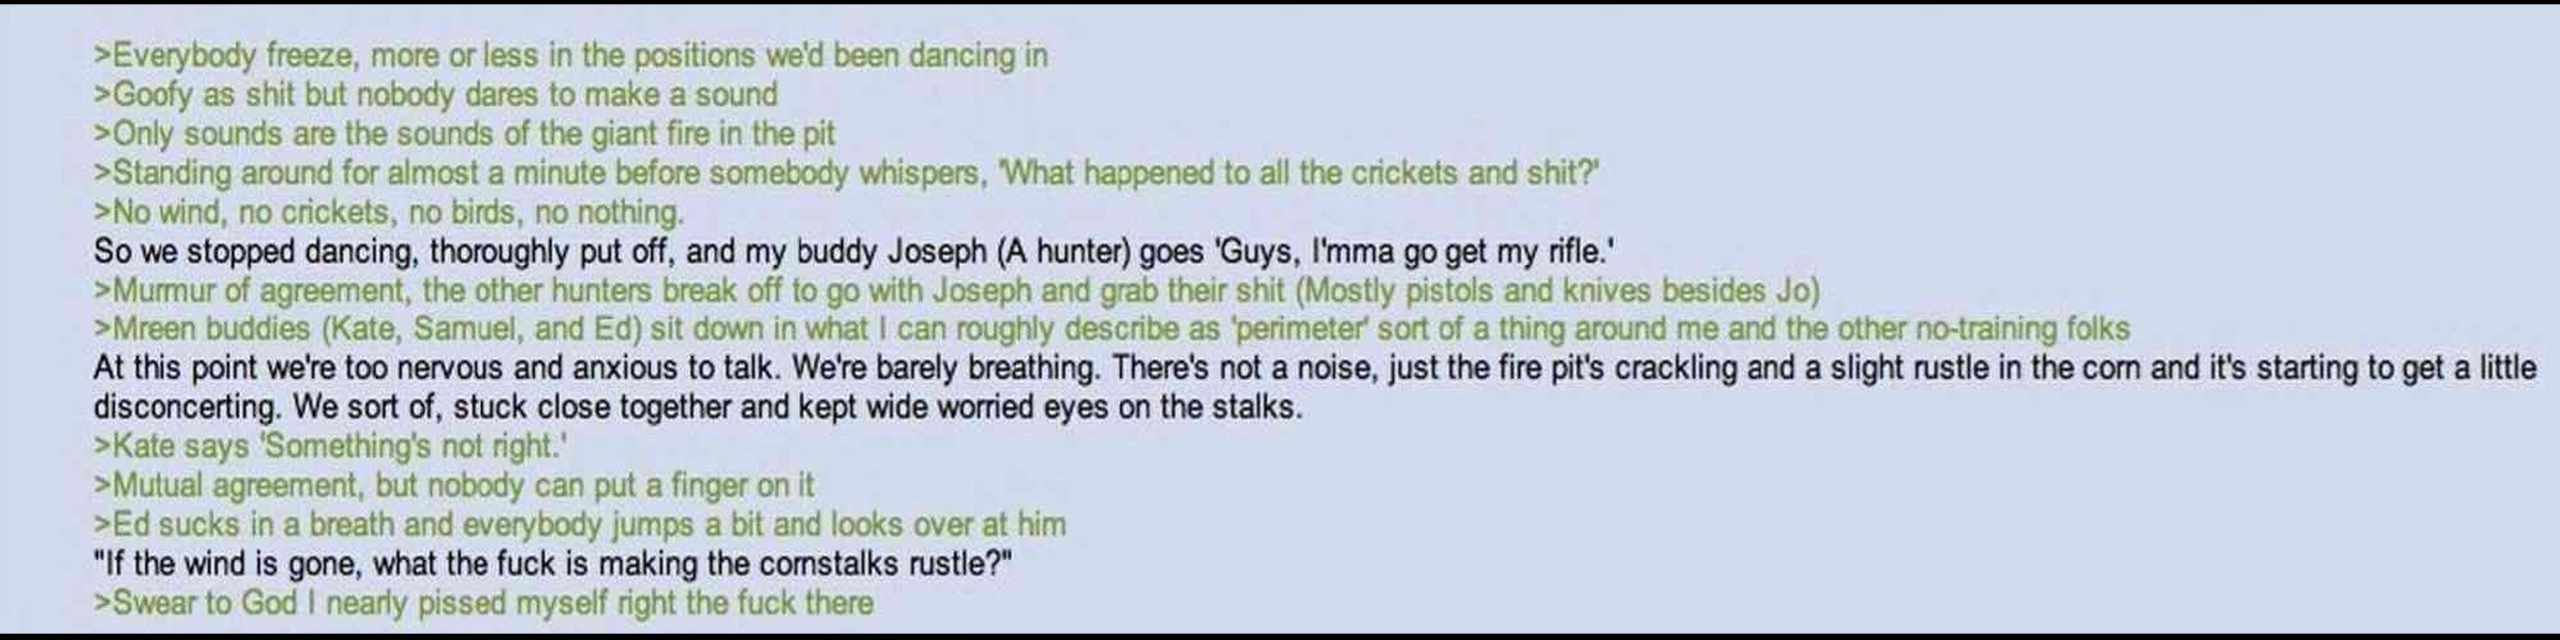 >Everybody freeze, more or less in the positions we'd been dancing in
>Goofy as shit but nobody dares to make a sound
>Only sounds are the sounds of the giant fire in the pit
>Standing around for almost a minute before somebody whispers, 'What happened to all the crickets and shit?'
>No wind, no crickets, no birds, no nothing.
So we stopped dancing, thoroughly put off, and my buddy Joseph (A hunter) goes 'Guys, I'mma go get my rifle.'
>Murmur of agreement, the other hunters break off to go with Joseph and grab their shit (Mostly pistols and knives besides Jo)
>Mreen buddies (Kate, Samuel, and Ed) sit down in what I can roughly describe as 'perimeter' sort of a thing around me and the other no-training folks
At this point we're too nervous and anxious to talk. We're barely breathing. There's not a noise, just the fire pit's crackling and a slight rustle in the corn and it's starting to get a little
disconcerting. We sort of, stuck close together and kept wide worried eyes on the stalks.
>Kate says 'Something's not right.'
>Mutual agreement, but nobody can put a finger on it
>Ed sucks in a breath and everybody jumps a bit and looks over at him
"If the wind is gone, what the fuck is making the cornstalks rustle?"
>Swear to God I nearly pissed myself right the fuck there